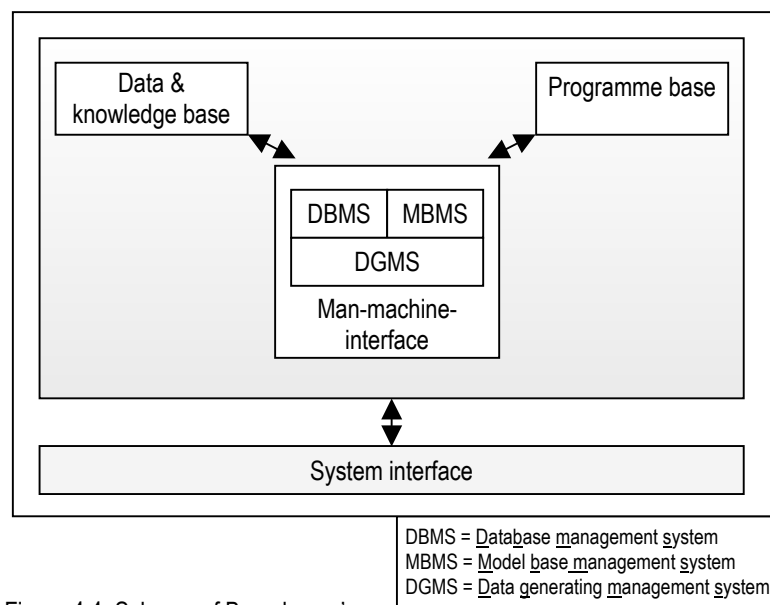 Data &
knowledge base
Programme base
DBMS
MBMS
DGMS
Man-machine-
interface
System interface
DBMS = Database management system
MBMS = Model base management system
DGMS = Data generating management system